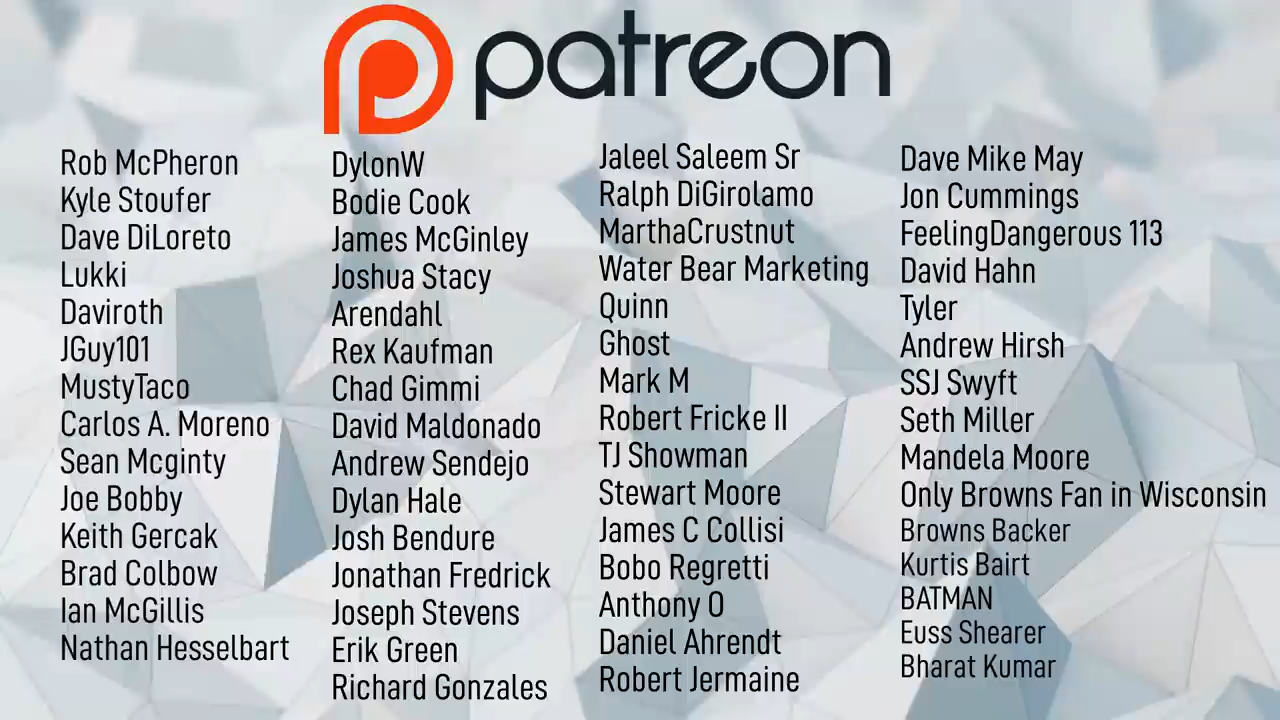 patreon
Rob McPheron
Kyle Stoufer
Dave DiLoreto
Lukki
Daviroth
JGuy101
MustyTaco
Carlos A. Moreno
Sean Mcginty
Joe Bobby
Keith Gercak
Brad Colbow
Ian McGillis
Nathan Hesselbart
DylonW
Bodie Cook
James McGinley
Joshua Stacy
Arendahl
Rex Kaufman
Chad Gimmi
David Maldonado
Andrew Sendejo
Dylan Hale
Josh Bendure
Jonathan Fredrick
Joseph Stevens
Erik Green
Richard Gonzales
Jaleel Saleem Sr
Ralph DiGirolamo
MarthaCrustnut
Water Bear Marketing
Quinn
Ghost
Mark M
Robert Fricke II
TJ Showman
Stewart Moore
James C Collisi
Bobo Regretti
Anthony O
Daniel Ahrendt
Robert Jermaine
Dave Mike May
Jon Cummings
FeelingDangerous 113
David Hahn
Tyler
Andrew Hirsh
SSJ Swyft
Seth Miller
Mandela Moore
Only Browns Fan in Wisconsin
Browns Backer
Kurtis Bairt
BATMAN
Euss Shearer
Bharat Kumar